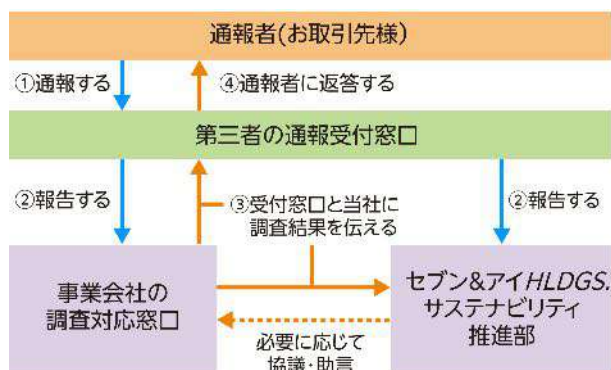 通報者(お取引先様)
①通報する
④通報者に返答する
第三者の通報受付窓口
②報告する
③受付窓口と当社に
調査結果を伝える
②報告する
事業会社の
調査対応窓口
セブン&アイHLDGS.
サステナビリティ
推進部
必要に応じて
協議・助言